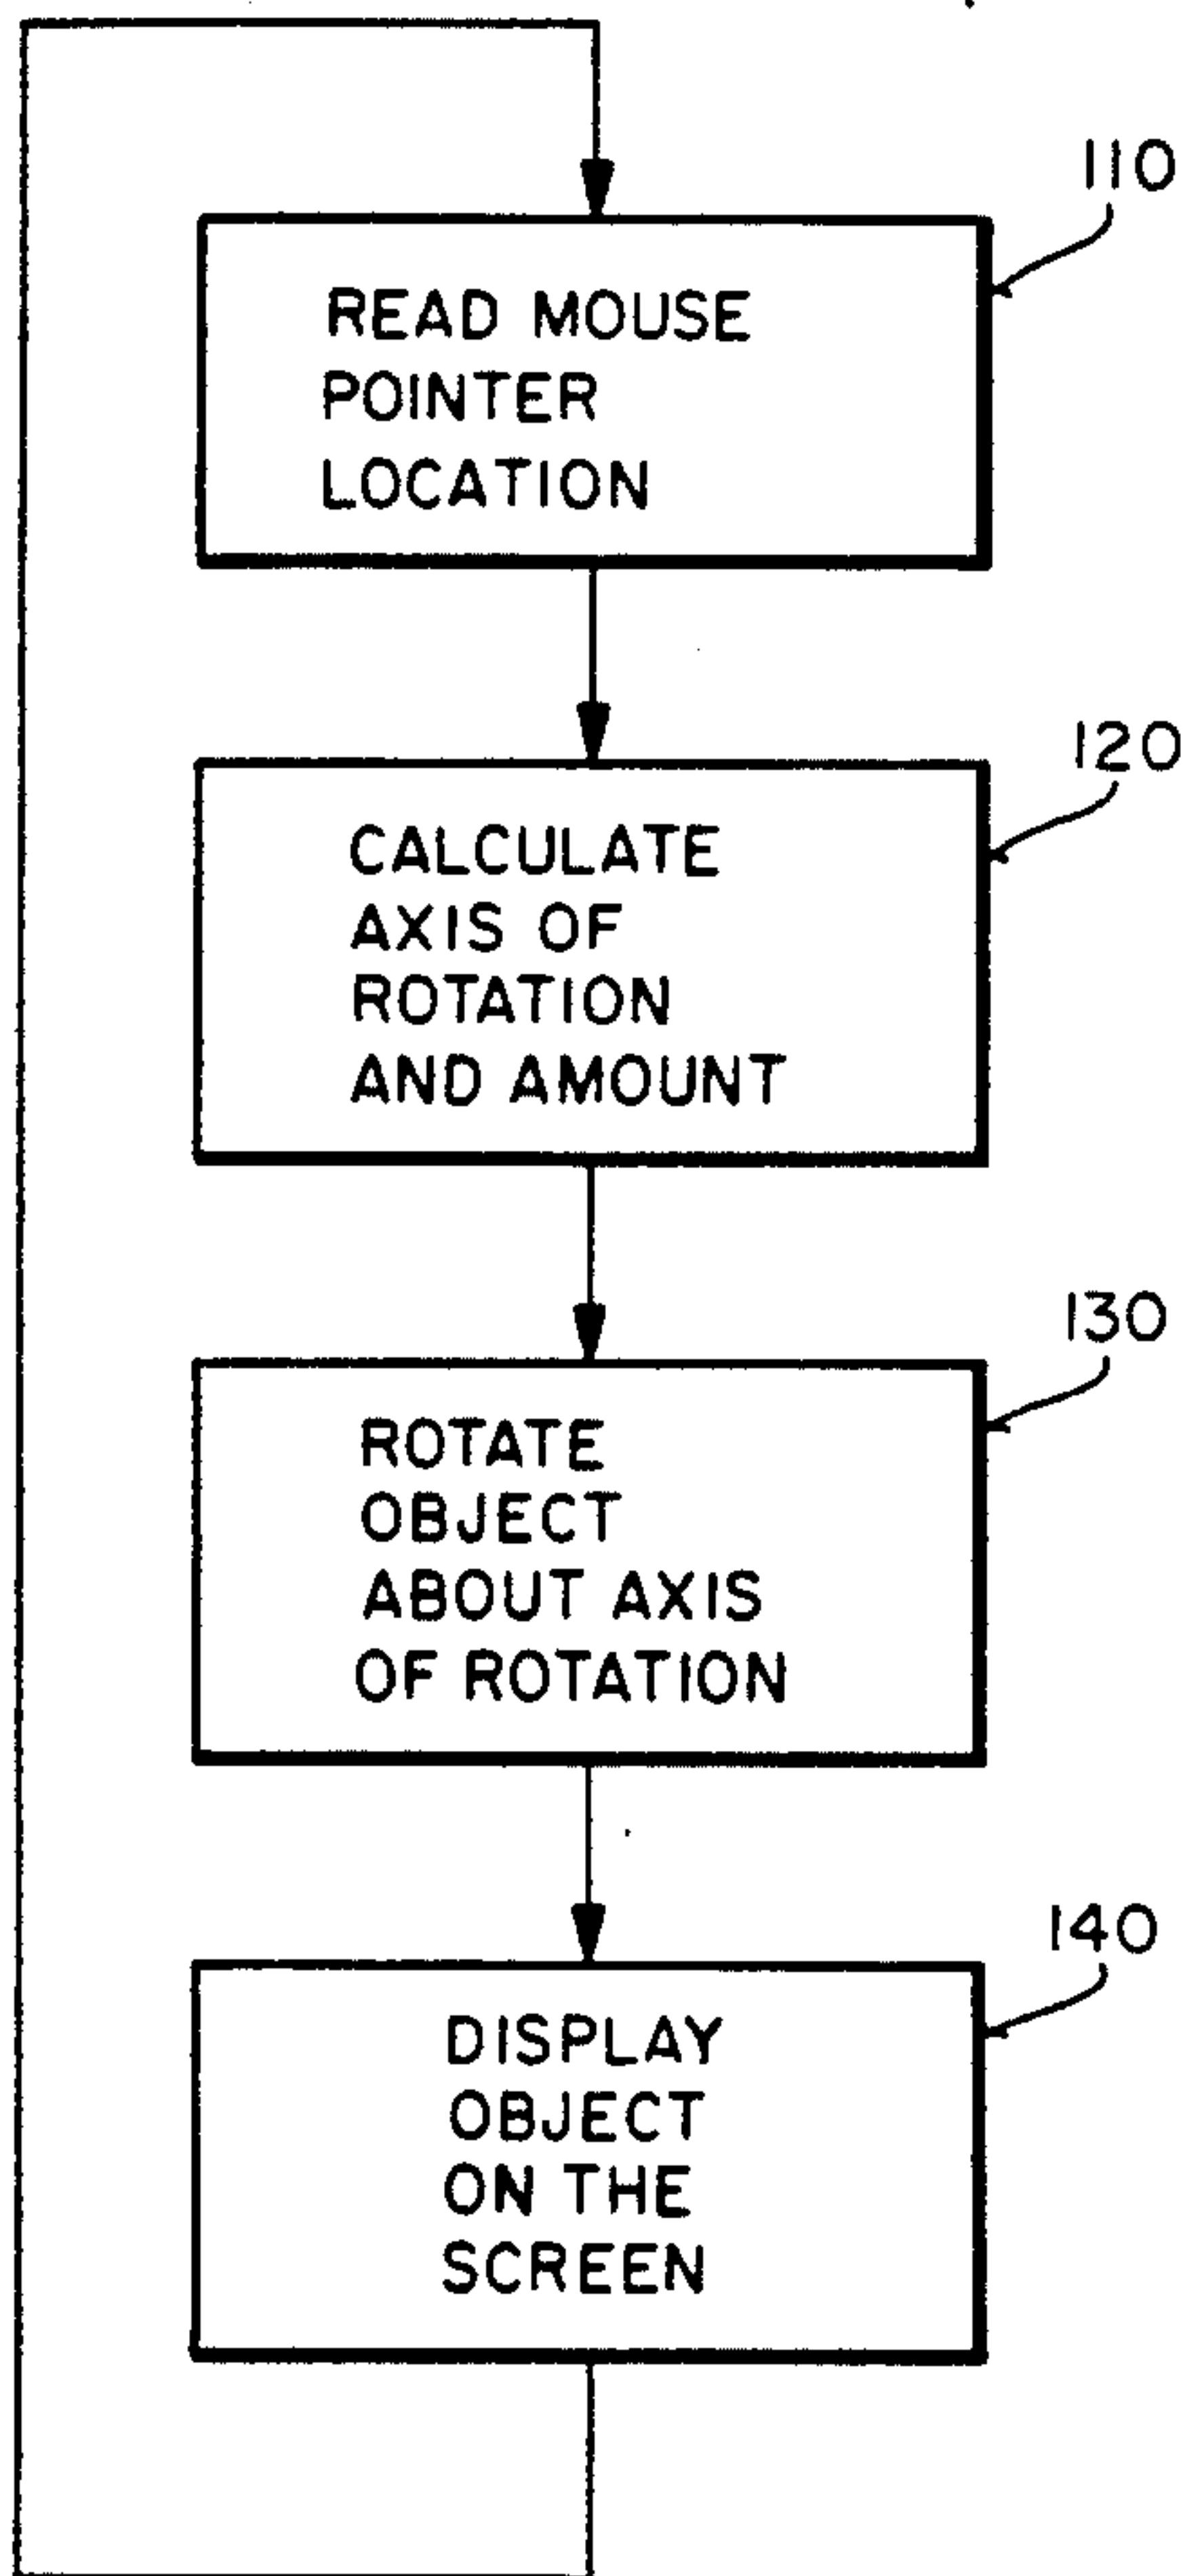 110
READ MOUSE
POINTER
LOCATION
120
CALCULATE
AXIS OF
ROTATION
AND AMOUNT
130
ROTATE
OBJECT
ABOUT AXIS
OF ROTATION
140
DISPLAY
OBJECT
ON THE
SCREEN